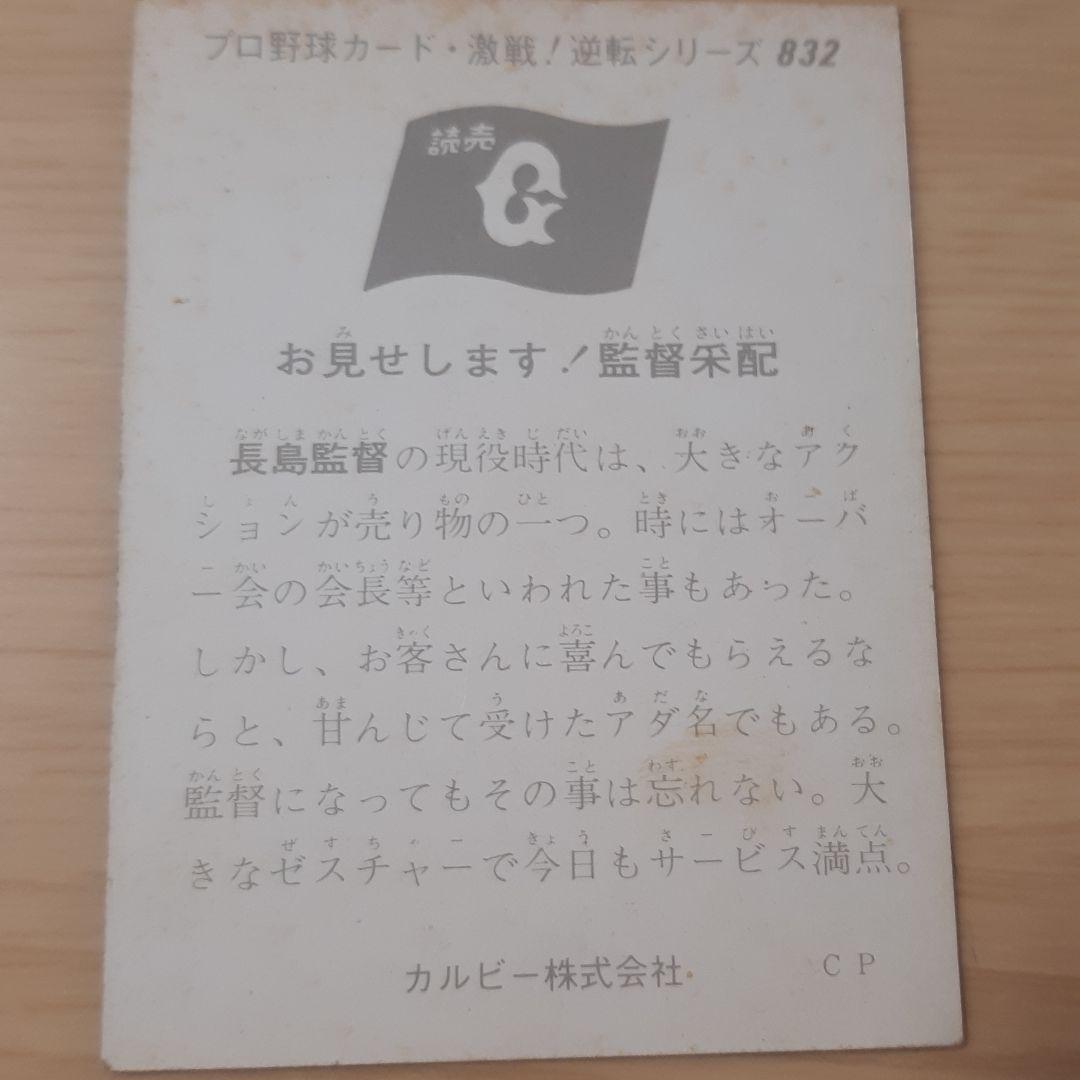 プロ野球カード・激戦！逆転シリーズ 832
読売
G
お見せします！監督采配
長島監督の現役時代は、大きなアク
ションが売り物の一つ。時にはオーバ
ー会の会長等といわれた事もあった。
しかし、お客さんに喜んでもらえるな
らと、甘んじて受けたアダ名でもある。
監督になってもその事は忘れない。大
きなゼスチャーで今日もサービス満点。
カルビー株式会社
CP